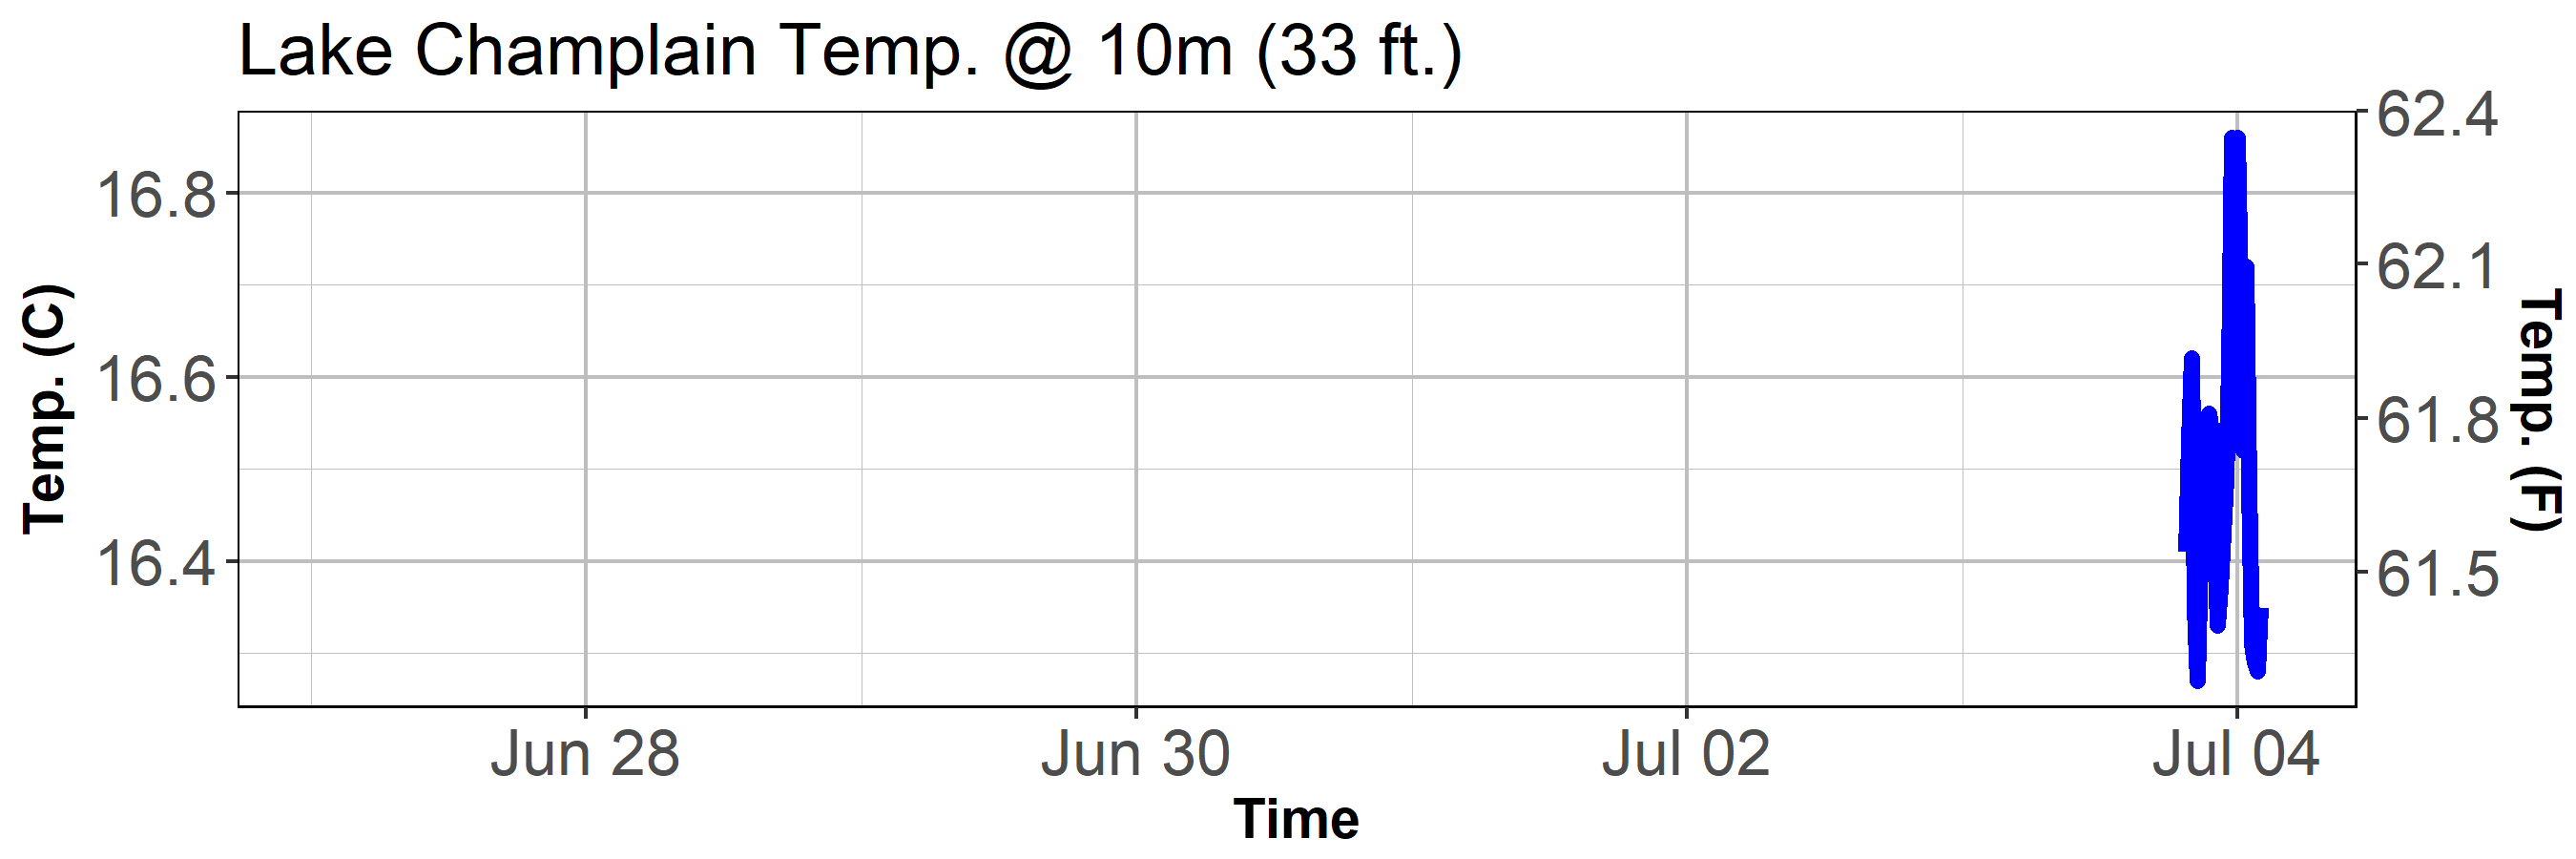 Lake Champlain Temp. @ 10m (33 ft.)
62.4
16.8
62.1
Temp. (C)
16.6
Temp. (F)
61.8
16.4
61.5
Jun 28
Jun 30
Jul 02
Jul 04
Time